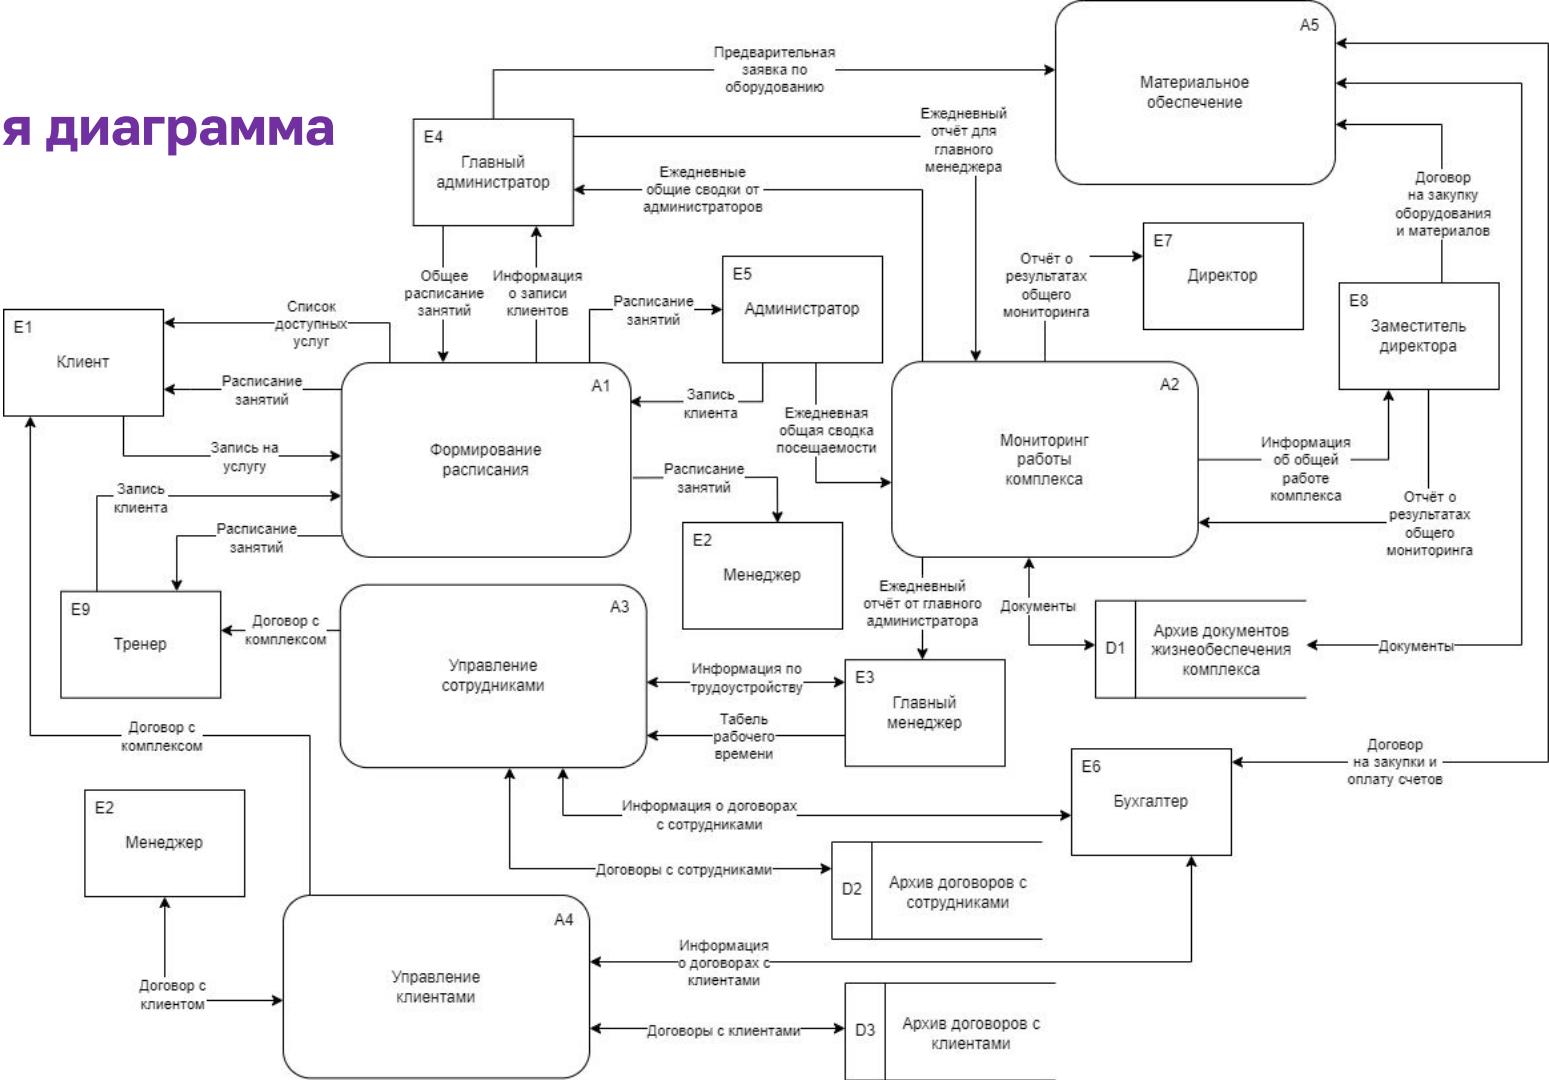 я диаграмма
A5
Материальное
обеспечение
Предварительная
заявка по
оборудованию
E4
Главный
администратор
Ежедневный
отчёт для
главного
менеджера
Ежедневные
общие сводки от
администраторов
Договор
на закупку
оборудования
и материалов
E7
Директор
Отчёт о
результатах
общего
мониторинга
E5
Администратор
Общее
расписание
занятий
Информация
о записи
клиентов
Расписание
занятий
E8
Заместитель
директора
E1
Клиент
Список
доступных
услуг
Расписание
занятий
A1
Формирование
расписания
Запись
клиента
Ежедневная
общая сводка
посещаемости
A2
Мониторинг
работы
комплекса
Запись на
услугу
Информация
об общей
работе
комплекса
Расписание
занятий
Запись
клиента
Отчёт о
результатах
общего
мониторинга
Расписание
занятий
E2
Менеджер
E9
Тренер
Договор с
комплексом
A3
Управление
сотрудниками
Ежедневный
отчёт от главного
администратора
Документы
D1
Архив документов
жизнеобеспечения
комплекса
Документы
Информация по
трудоустройству
E3
Главный
менеджер
Табель
рабочего
времени
Договор с
комплексом
E6
Бухгалтер
Договор
на закупки и
оплату счетов
E2
Менеджер
Информация о договорах
с сотрудниками
Договоры с сотрудниками
D2
Архив договоров с
сотрудниками
A4
Управление
клиентами
Информация
о договорах с
клиентами
Договор с
клиентом
Договоры с клиентами
D3
Архив договоров с
клиентами